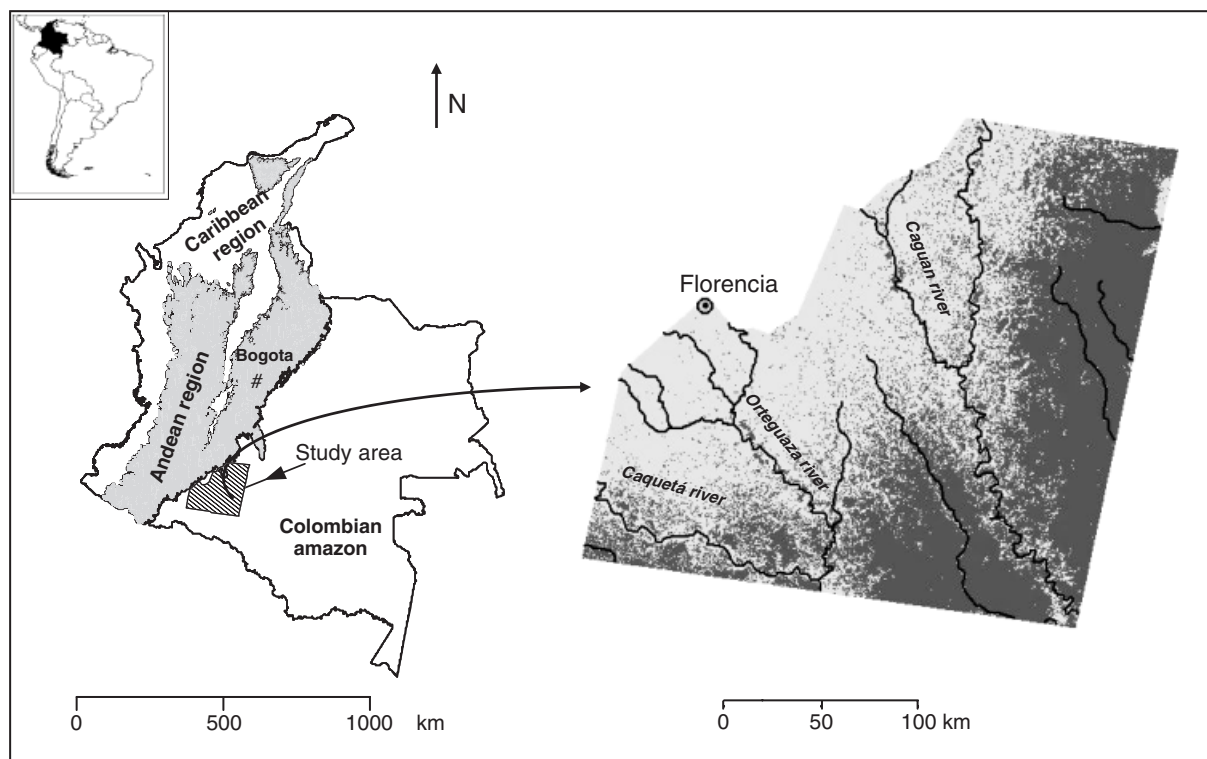 N
Caribbean
region
Bogota
#
Andean region
Study area
Colombian
amazon
0 500 1000 km
Florencia
Caguan river
Orteguaza river
Caquetá river
0 50 100 km